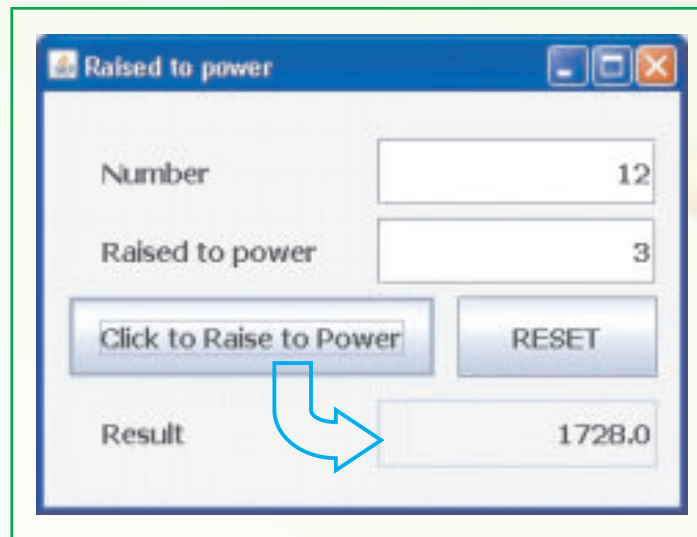 Raised to power
Number 12
Raised to power 3
Click to Raise to Power RESET
Result 1728.0